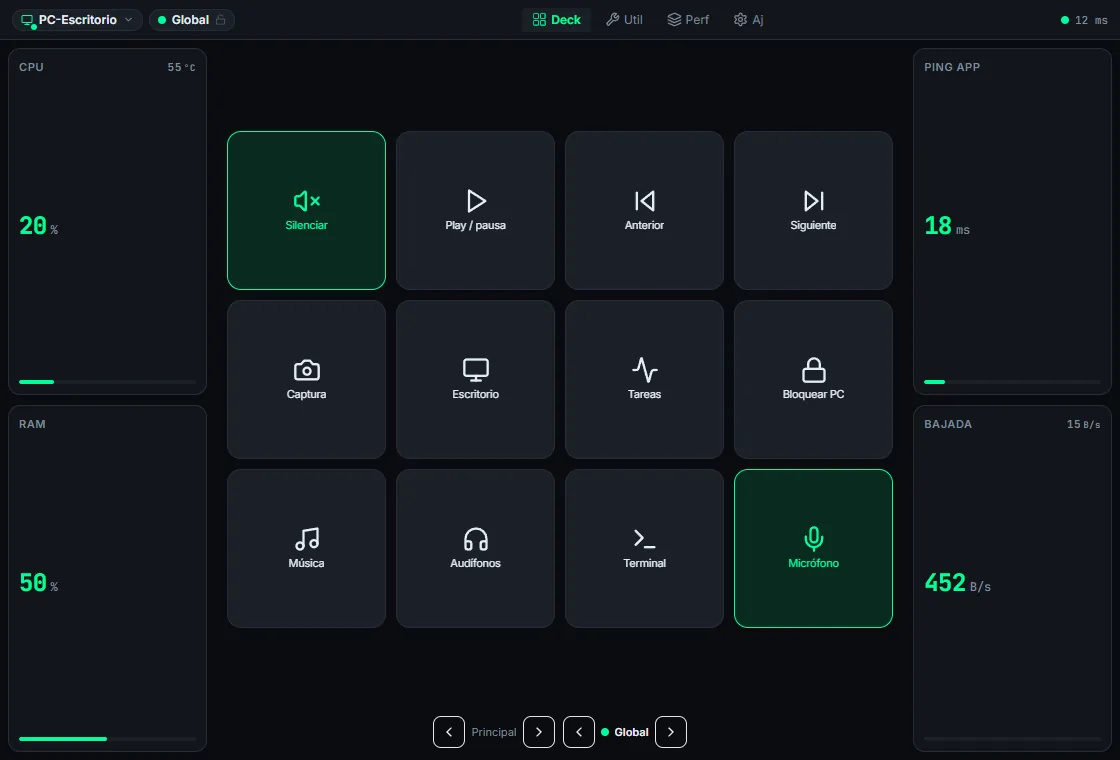 PC-Escritorio Global Deck Util Perf Aj 12 ms
CPU 55 °C
20 %
RAM
50 %
Silenciar Play / pausa Anterior Siguiente
Captura Escritorio Tareas Bloquear PC
Música Audífonos Terminal Micrófono
Principal Global
PING APP
18 ms
BAJADA 15 B/s
452 B/s